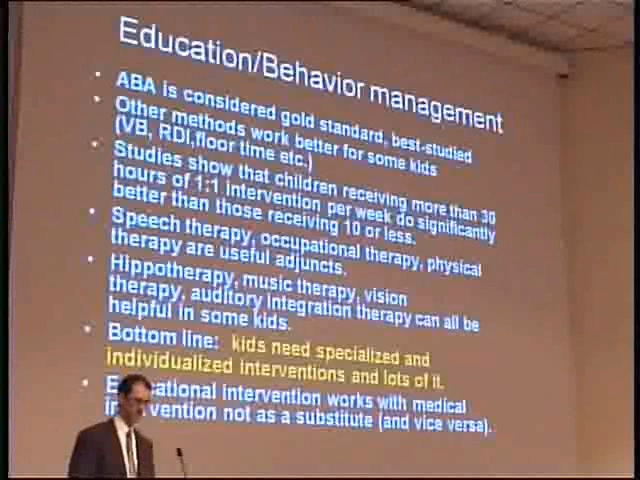 Education/Behavior management
• ABA is considered gold standard, best-studied
• Other methods work better for some kids
(VB, RDI,floor time etc.)
• Studies show that children receiving more than 30
hours of 1:1 intervention per week do significantly
better than those receiving 10 or less.
• Speech therapy, occupational therapy, physical
therapy are useful adjuncts.
• Hippotherapy, music therapy, vision
therapy, auditory integration therapy can all be
helpful in some kids.
• Bottom line: kids need specialized and
individualized interventions and lots of it.
• Educational intervention works with medical
intervention not as a substitute (and vice versa).